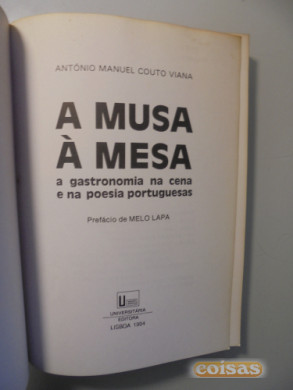 ANTÓNIO MANUEL COUTO VIANA
A MUSA
À MESA
a gastronomia na cena
e na poesia portuguesas
Prefácio de MELO LAPA
U
UNIVERSITÁRIA
EDITORA
LISBOA 1994
coisas